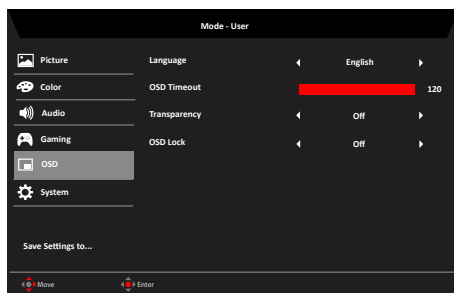 Mode - User
Picture
Language English
Color
OSD Timeout 120
Audio
Transparency Off
Gaming
OSD Lock Off
OSD
System
Save Settings to...
Move Enter